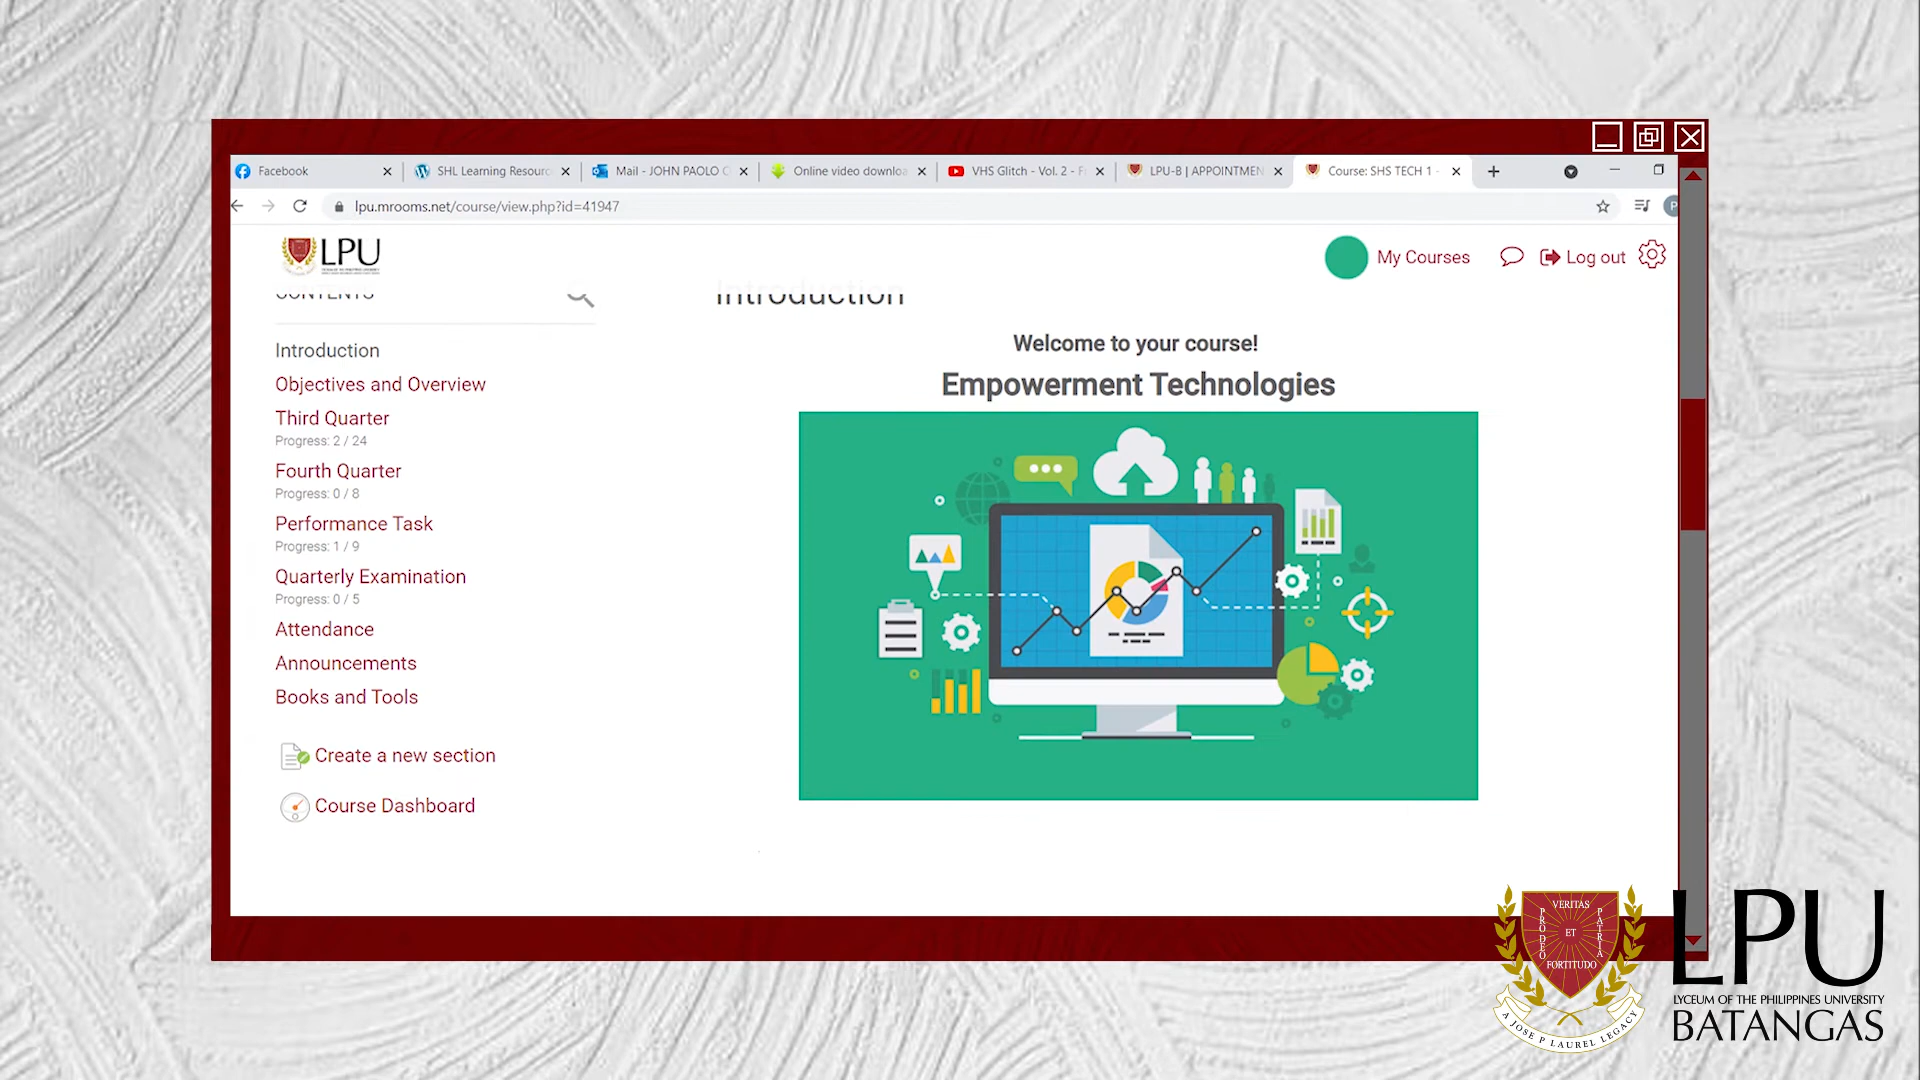 Facebook
SHL Learning Resourc
Mail - JOHN PAOLO C
Online video downloa
VHS Glitch - Vol. 2 - F
LPU-B | APPOINTMEN
Course: SHS TECH 1 -
lpu.mrooms.net/course/view.php?id=41947
P
LPU
My Courses
Log out
CONTENTS
Introduction
Objectives and Overview
Third Quarter
Progress: 2 / 24
Fourth Quarter
Progress: 0 / 8
Performance Task
Progress: 1 / 9
Quarterly Examination
Progress: 0 / 5
Attendance
Announcements
Books and Tools
Create a new section
Course Dashboard
Introduction
Welcome to your course!
Empowerment Technologies
VERITAS
PRO DEO
ET
PATRIA
FORTITUDO
A JOSE P LAUREL LEGACY
LPU
LYCEUM OF THE PHILIPPINES UNIVERSITY
BATANGAS